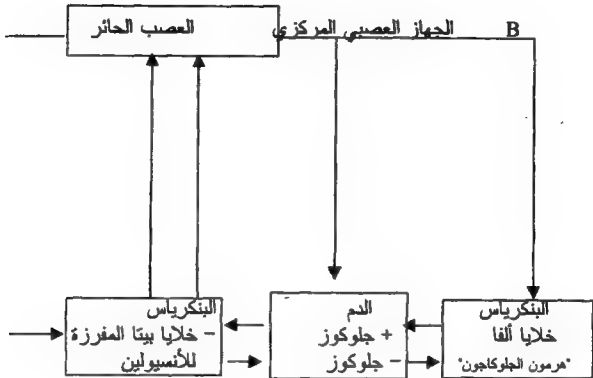 العصب الحائر
الجهاز العصبي المركزي B
البنكرياس
خلايا ألفا
"هرمون الجلوكاجون"
الدم
+ جلوكوز
– جلوكوز
البنكرياس
– خلايا بيتا المفرزة
للأنسيولين